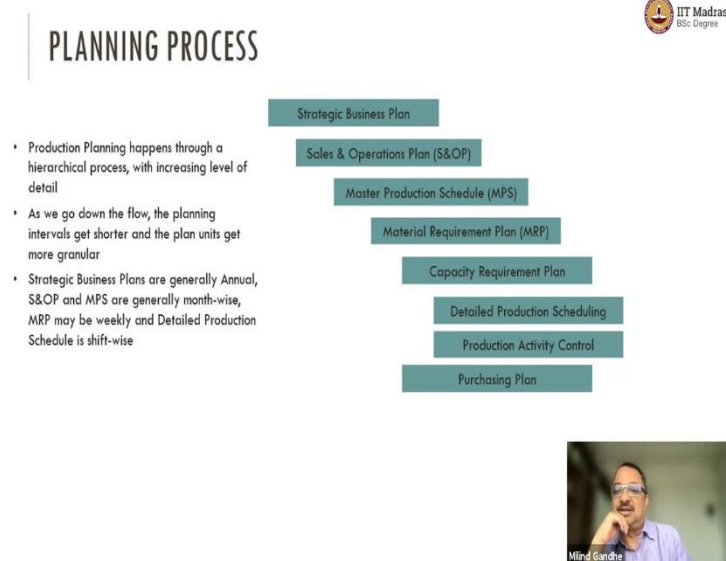 IIT Madras
BSc Degree
PLANNING PROCESS
• Production Planning happens through a
hierarchical process, with increasing level of
detail
• As we go down the flow, the planning
intervals get shorter and the plan units get
more granular
• Strategic Business Plans are generally Annual,
S&OP and MPS are generally month-wise,
MRP may be weekly and Detailed Production
Schedule is shift-wise
Strategic Business Plan
Sales & Operations Plan (S&OP)
Master Production Schedule (MPS)
Material Requirement Plan (MRP)
Capacity Requirement Plan
Detailed Production Scheduling
Production Activity Control
Purchasing Plan
Milind Gandhe